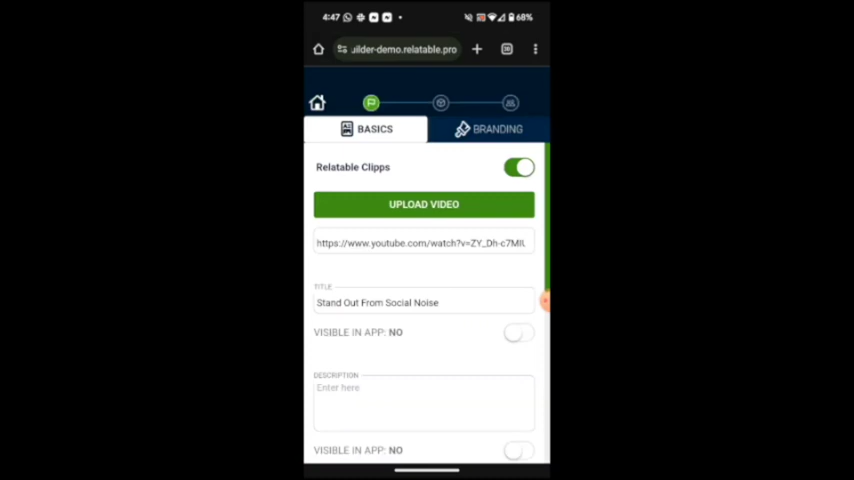 4:47 68%
uilder-demo.relatable.pro
BASICS BRANDING
Relatable Clipps
UPLOAD VIDEO
https://www.youtube.com/watch?v=ZY_Dh-c7MIU
TITLE
Stand Out From Social Noise
VISIBLE IN APP: NO
DESCRIPTION
Enter here
VISIBLE IN APP: NO